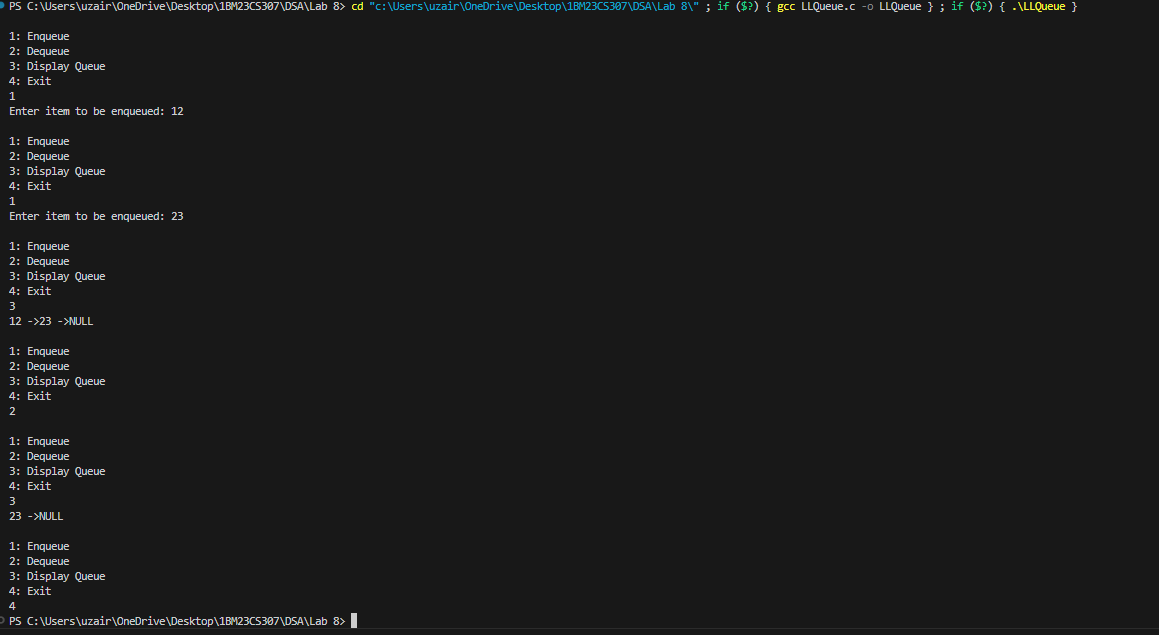 PS C:\Users\uzair\OneDrive\Desktop\1BM23CS307\DSA\Lab 8> cd "c:\Users\uzair\OneDrive\Desktop\1BM23CS307\DSA\Lab 8\" ; if ($?) { gcc LLQueue.c -o LLQueue } ; if ($?) { .\LLQueue }
1: Enqueue
2: Dequeue
3: Display Queue
4: Exit
1
Enter item to be enqueued: 12
1: Enqueue
2: Dequeue
3: Display Queue
4: Exit
1
Enter item to be enqueued: 23
1: Enqueue
2: Dequeue
3: Display Queue
4: Exit
3
12 ->23 ->NULL
1: Enqueue
2: Dequeue
3: Display Queue
4: Exit
2
1: Enqueue
2: Dequeue
3: Display Queue
4: Exit
3
23 ->NULL
1: Enqueue
2: Dequeue
3: Display Queue
4: Exit
4
PS C:\Users\uzair\OneDrive\Desktop\1BM23CS307\DSA\Lab 8>